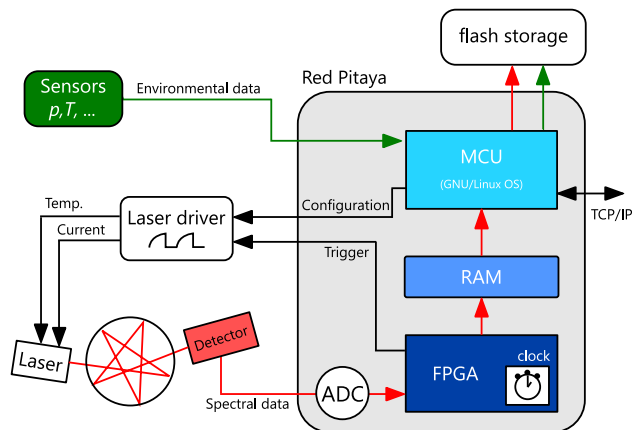 flash storage
Red Pitaya
Sensors
p,T, ...
Environmental data
MCU
(GNU/Linux OS)
TCP/IP
Temp.
Current
Laser driver
Configuration
Trigger
RAM
Laser
Detector
Spectral data
ADC
FPGA
clock